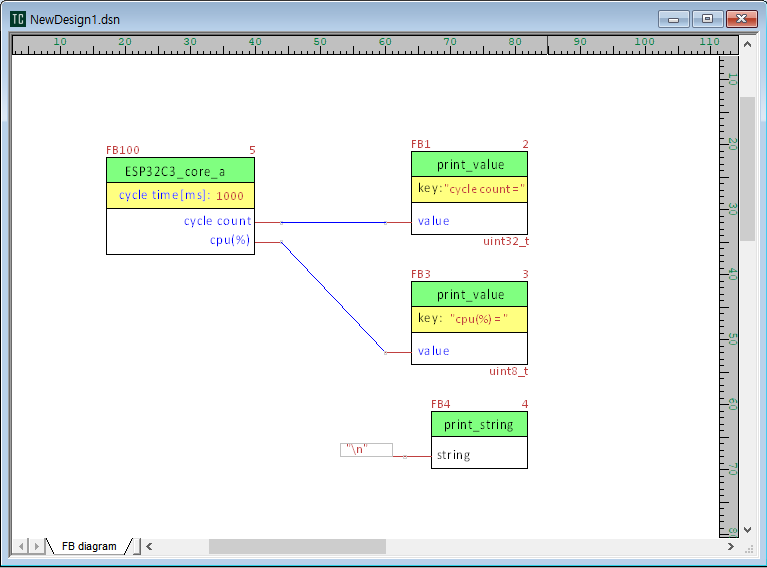 NewDesign1.dsn
10 20 30 40 50 60 70 80 90 100 110
FB100 5
ESP32C3_core_a
cycle time[ms]: 1000
cycle count
cpu(%)
FB1 2
print_value
key: "cycle count ="
value
uint32_t
FB3 3
print_value
key: "cpu(%) = "
value
uint8_t
FB4 4
print_string
"\n"
string
10
20
30
40
50
60
70
80
FB diagram